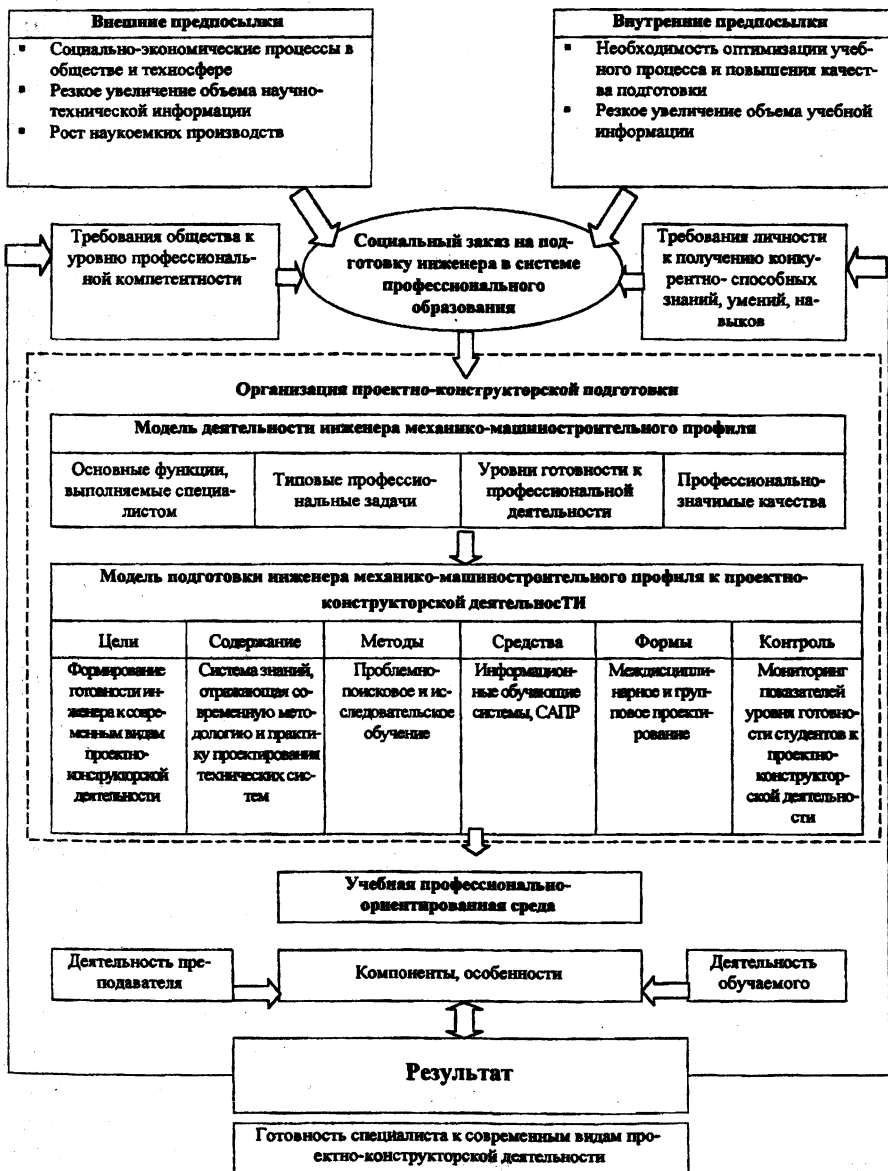 Внешние предпосылки
▪ Социально-экономические процессы в
обществе и техносфере
▪ Резкое увеличение объема научно-
технической информации
▪ Рост наукоемких производств
Внутренние предпосылки
▪ Необходимость оптимизации учеб-
ного процесса и повышения качест-
ва подготовки
▪ Резкое увеличение объема учебной
информации
Требования общества к
уровню профессиональ-
ной компетентности
Социальный заказ на под-
готовку инженера в системе
профессионального
образования
Требования личности
к получению конку-
рентно- способных
знаний, умений, на-
выков
Организация проектно-конструкторской подготовки
Модель деятельности инженера механико-машиностроительного профиля
Основные функции,
выполняемые специа-
листом
Типовые профессио-
нальные задачи
Уровни готовности к
профессиональной
деятельности
Профессионально-
значимые качества
Модель подготовки инженера механико-машиностроительного профиля к проектно-
конструкторской деятельносТИ
Цели
Формирование
готовности ин-
женера к совре-
менным видам
проектно-
конструкторской
деятельности
Содержание
Система знаний,
отражающая со-
временную мето-
дологию и практи-
ку проектирования
технических сис-
тем
Методы
Проблемно-
поисковое и ис-
следовательское
обучение
Средства
Информацион-
ные обучающие
системы, САПР
Формы
Междисципли-
нарное и груп-
повое проекти-
рование
Контроль
Мониторинг
показателей
уровня готовно-
сти студентов к
проектно-
конструктор-
ской деятельно-
сти
Учебная профессионально-
ориентированная среда
Деятельность пре-
подавателя
Компоненты, особенности
Деятельность
обучаемого
Результат
Готовность специалиста к современным видам про-
ектно-конструкторской деятельности